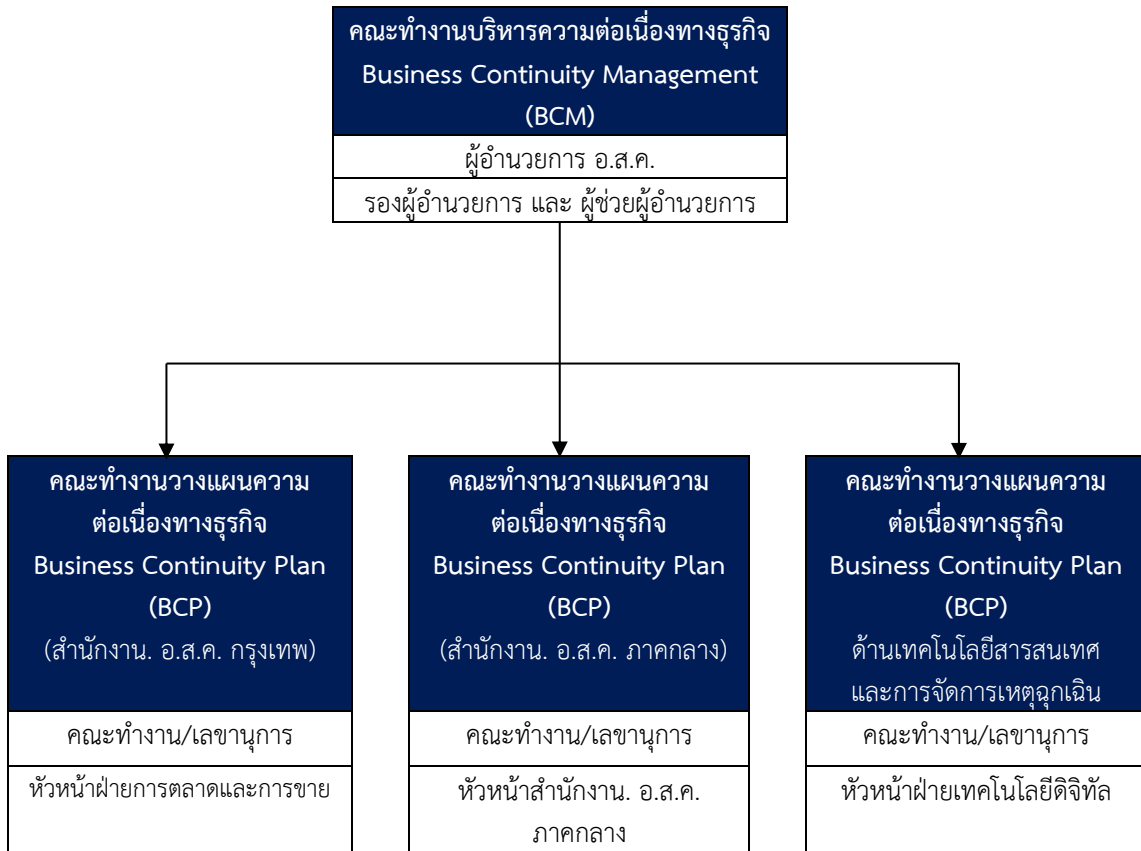 คณะทำงานบริหารความต่อเนื่องทางธุรกิจ
Business Continuity Management
(BCM)
ผู้อำนวยการ อ.ส.ค.
รองผู้อำนวยการ และ ผู้ช่วยผู้อำนวยการ
คณะทำงานวางแผนความ
ต่อเนื่องทางธุรกิจ
Business Continuity Plan
(BCP)
(สำนักงาน. อ.ส.ค. กรุงเทพ)
คณะทำงาน/เลขานุการ
หัวหน้าฝ่ายการตลาดและการขาย
คณะทำงานวางแผนความ
ต่อเนื่องทางธุรกิจ
Business Continuity Plan
(BCP)
(สำนักงาน. อ.ส.ค. ภาคกลาง)
คณะทำงาน/เลขานุการ
หัวหน้าสำนักงาน. อ.ส.ค.
ภาคกลาง
คณะทำงานวางแผนความ
ต่อเนื่องทางธุรกิจ
Business Continuity Plan
(BCP)
ด้านเทคโนโลยีสารสนเทศ
และการจัดการเหตุฉุกเฉิน
คณะทำงาน/เลขานุการ
หัวหน้าฝ่ายเทคโนโลยีดิจิทัล